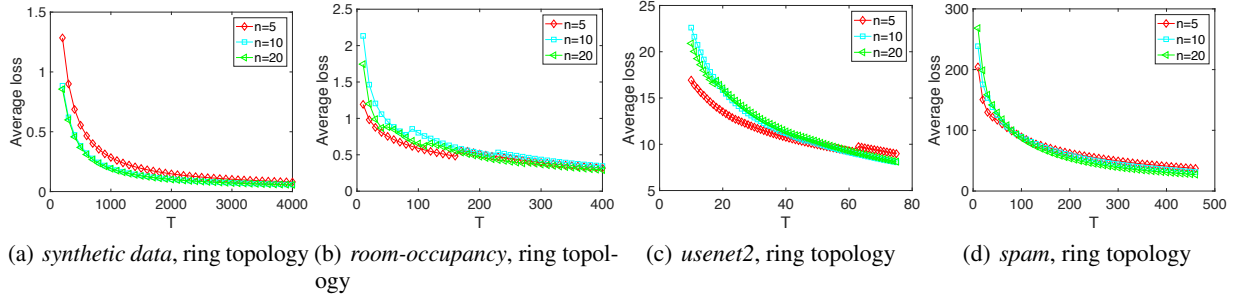 1.5
1
0.5
0
Average loss
0 1000 2000 3000 4000
T
n=5
n=10
n=20
2.5
2
1.5
1
0.5
0
Average loss
0 100 200 300 400
T
n=5
n=10
n=20
25
20
15
10
5
Average loss
0 20 40 60 80
T
n=5
n=10
n=20
300
200
100
0
Average loss
0 100 200 300 400 500
T
n=5
n=10
n=20
(a) synthetic data, ring topology
(b) room-occupancy, ring topol-
ogy
(c) usenet2, ring topology
(d) spam, ring topology